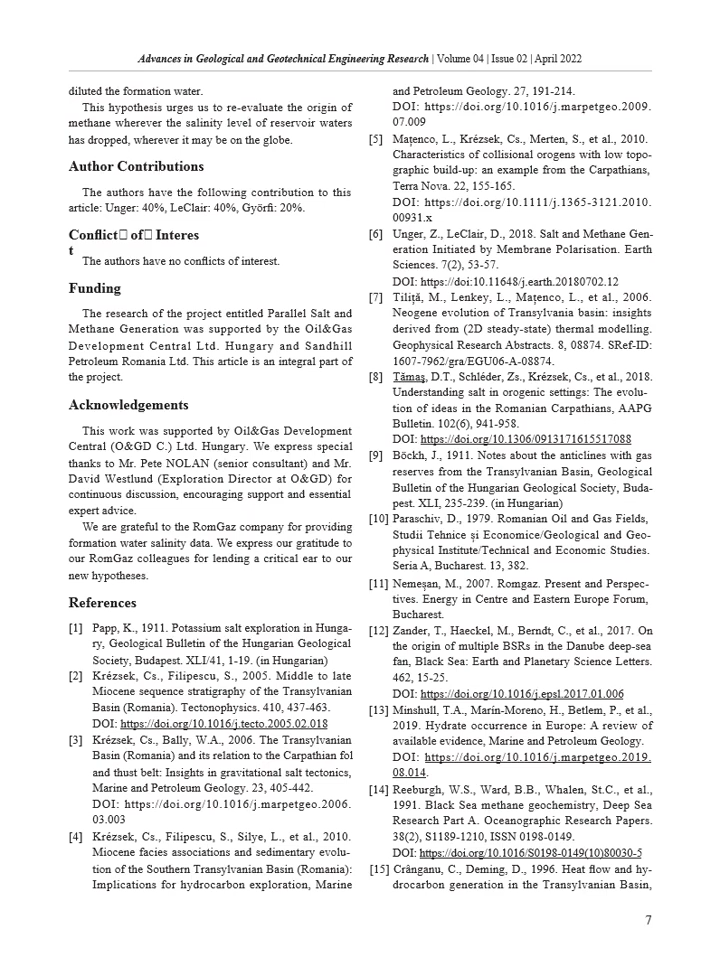 Advances in Geological and Geotechnical Engineering Research | Volume 04 | Issue 02 | April 2022
diluted the formation water.
This hypothesis urges us to re-evaluate the origin of
methane wherever the salinity level of reservoir waters
has dropped, wherever it may be on the globe.
Author Contributions
The authors have the following contribution to this
article: Unger: 40%, LeClair: 40%, Györfi: 20%.
Conflict□ of□ Interes
t
The authors have no conflicts of interest.
Funding
The research of the project entitled Parallel Salt and
Methane Generation was supported by the Oil&Gas
Development Central Ltd. Hungary and Sandhill
Petroleum Romania Ltd. This article is an integral part of
the project.
Acknowledgements
This work was supported by Oil&Gas Development
Central (O&GD C.) Ltd. Hungary. We express special
thanks to Mr. Pete NOLAN (senior consultant) and Mr.
David Westlund (Exploration Director at O&GD) for
continuous discussion, encouraging support and essential
expert advice.
We are grateful to the RomGaz company for providing
formation water salinity data. We express our gratitude to
our RomGaz colleagues for lending a critical ear to our
new hypotheses.
References
[1] Papp, K., 1911. Potassium salt exploration in Hunga-
ry, Geological Bulletin of the Hungarian Geological
Society, Budapest. XLI/41, 1-19. (in Hungarian)
[2] Krézsek, Cs., Filipescu, S., 2005. Middle to late
Miocene sequence stratigraphy of the Transylvanian
Basin (Romania). Tectonophysics. 410, 437-463.
DOI: https://doi.org/10.1016/j.tecto.2005.02.018
[3] Krézsek, Cs., Bally, W.A., 2006. The Transylvanian
Basin (Romania) and its relation to the Carpathian fol
and thust belt: Insights in gravitational salt tectonics,
Marine and Petroleum Geology. 23, 405-442.
DOI: https://doi.org/10.1016/j.marpetgeo.2006.
03.003
[4] Krézsek, Cs., Filipescu, S., Silye, L., et al., 2010.
Miocene facies associations and sedimentary evolu-
tion of the Southern Transylvanian Basin (Romania):
Implications for hydrocarbon exploration, Marine
and Petroleum Geology. 27, 191-214.
DOI: https://doi.org/10.1016/j.marpetgeo.2009.
07.009
[5] Maţenco, L., Krézsek, Cs., Merten, S., et al., 2010.
Characteristics of collisional orogens with low topo-
graphic build-up: an example from the Carpathians,
Terra Nova. 22, 155-165.
DOI: https://doi.org/10.1111/j.1365-3121.2010.
00931.x
[6] Unger, Z., LeClair, D., 2018. Salt and Methane Gen-
eration Initiated by Membrane Polarisation. Earth
Sciences. 7(2), 53-57.
DOI: https://doi:10.11648/j.earth.20180702.12
[7] Tiliţă, M., Lenkey, L., Maţenco, L., et al., 2006.
Neogene evolution of Transylvania basin: insights
derived from (2D steady-state) thermal modelling.
Geophysical Research Abstracts. 8, 08874. SRef-ID:
1607-7962/gra/EGU06-A-08874.
[8] Tămaş, D.T., Schléder, Zs., Krézsek, Cs., et al., 2018.
Understanding salt in orogenic settings: The evolu-
tion of ideas in the Romanian Carpathians, AAPG
Bulletin. 102(6), 941-958.
DOI: https://doi.org/10.1306/0913171615517088
[9] Böckh, J., 1911. Notes about the anticlines with gas
reserves from the Transylvanian Basin, Geological
Bulletin of the Hungarian Geological Society, Buda-
pest. XLI, 235-239. (in Hungarian)
[10] Paraschiv, D., 1979. Romanian Oil and Gas Fields,
Studii Tehnice și Economice/Geological and Geo-
physical Institute/Technical and Economic Studies.
Seria A, Bucharest. 13, 382.
[11] Nemeșan, M., 2007. Romgaz. Present and Perspec-
tives. Energy in Centre and Eastern Europe Forum,
Bucharest.
[12] Zander, T., Haeckel, M., Berndt, C., et al., 2017. On
the origin of multiple BSRs in the Danube deep-sea
fan, Black Sea: Earth and Planetary Science Letters.
462, 15-25.
DOI: https://doi.org/10.1016/j.epsl.2017.01.006
[13] Minshull, T.A., Marín-Moreno, H., Betlem, P., et al.,
2019. Hydrate occurrence in Europe: A review of
available evidence, Marine and Petroleum Geology.
DOI: https://doi.org/10.1016/j.marpetgeo.2019.
08.014.
[14] Reeburgh, W.S., Ward, B.B., Whalen, St.C., et al.,
1991. Black Sea methane geochemistry, Deep Sea
Research Part A. Oceanographic Research Papers.
38(2), S1189-1210, ISSN 0198-0149.
DOI: https://doi.org/10.1016/S0198-0149(10)80030-5
[15] Crânganu, C., Deming, D., 1996. Heat flow and hy-
drocarbon generation in the Transylvanian Basin,
7